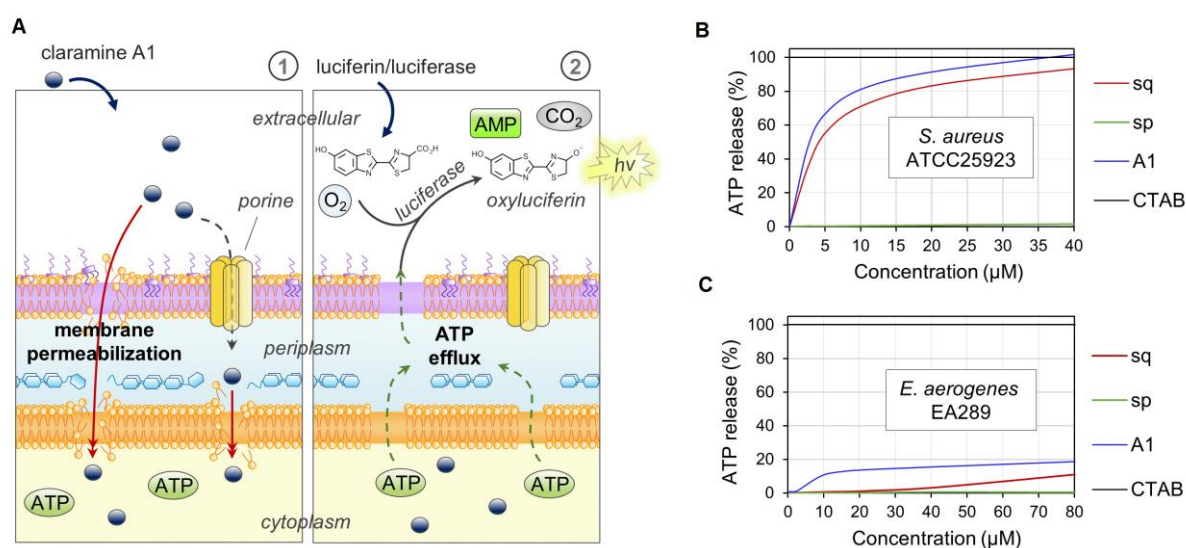 A
claramine A1
1
luciferin/luciferase
2
extracellular
AMP
CO2
HO
S
N
N
S
CO2H
HO
S
N
N
S
O-
hν
O2
luciferase
oxyluciferin
porine
membrane
permeabilization
periplasm
ATP
efflux
ATP
ATP
ATP
ATP
cytoplasm
B
ATP release (%)
100
80
60
40
20
0
S. aureus
ATCC25923
0 5 10 15 20 25 30 35 40
Concentration (µM)
sq
sp
A1
CTAB
C
ATP release (%)
100
80
60
40
20
0
E. aerogenes
EA289
0 10 20 30 40 50 60 70 80
Concentration (µM)
sq
sp
A1
CTAB